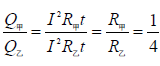 Q甲/Q乙 = I²R甲t/I²R乙t = R甲/R乙 = 1/4